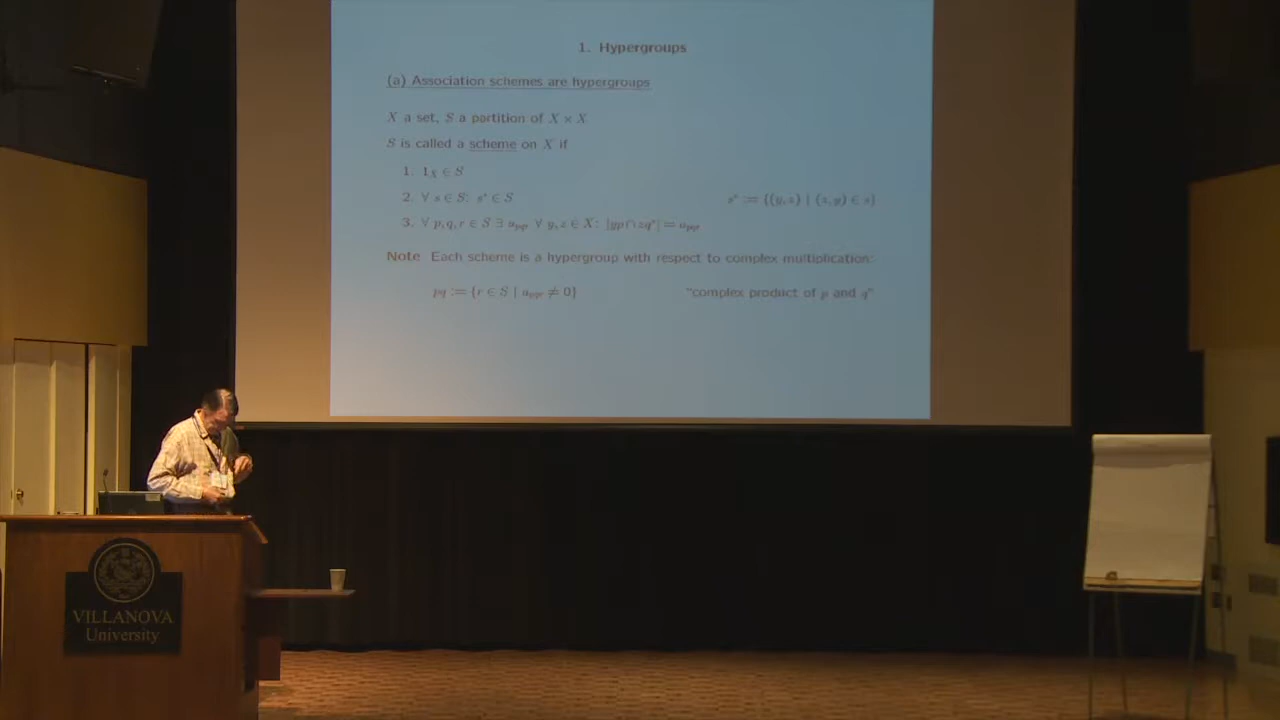 1. Hypergroups
(a) Association schemes are hypergroups
X a set, S a partition of X × X
S is called a scheme on X if
1. 1_X ∈ S
2. ∀ s ∈ S: s* ∈ S s* := {(y, z) | (z, y) ∈ s}
3. ∀ p, q, r ∈ S ∃ a_pqr ∀ y, z ∈ X: |yp ∩ zq*| = a_pqr
Note Each scheme is a hypergroup with respect to complex multiplication:
pq := {r ∈ S | a_pqr ≠ 0} "complex product of p and q"
VILLANOVA
University